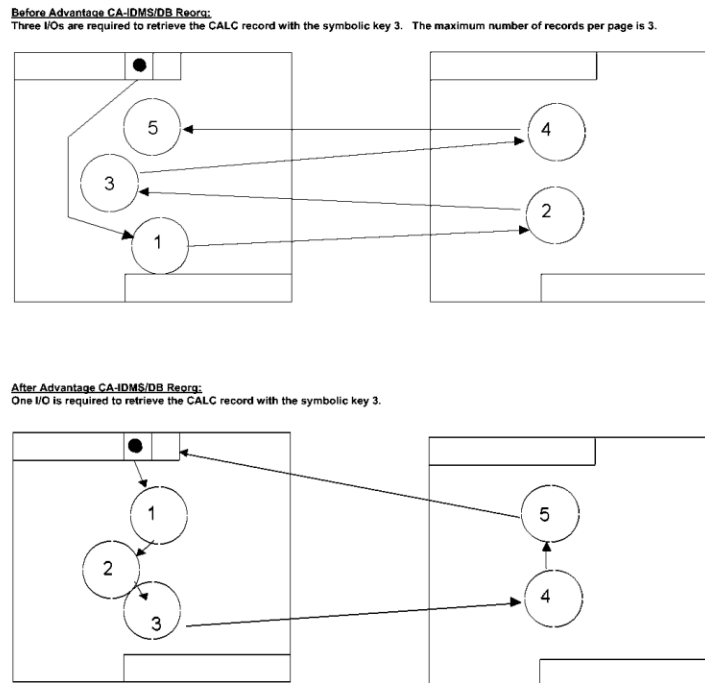 Before Advantage CA-IDMS/DB Reorg:
Three I/Os are required to retrieve the CALC record with the symbolic key 3. The maximum number of records per page is 3.
5
4
3
2
1
After Advantage CA-IDMS/DB Reorg:
One I/O is required to retrieve the CALC record with the symbolic key 3.
1
5
2
4
3